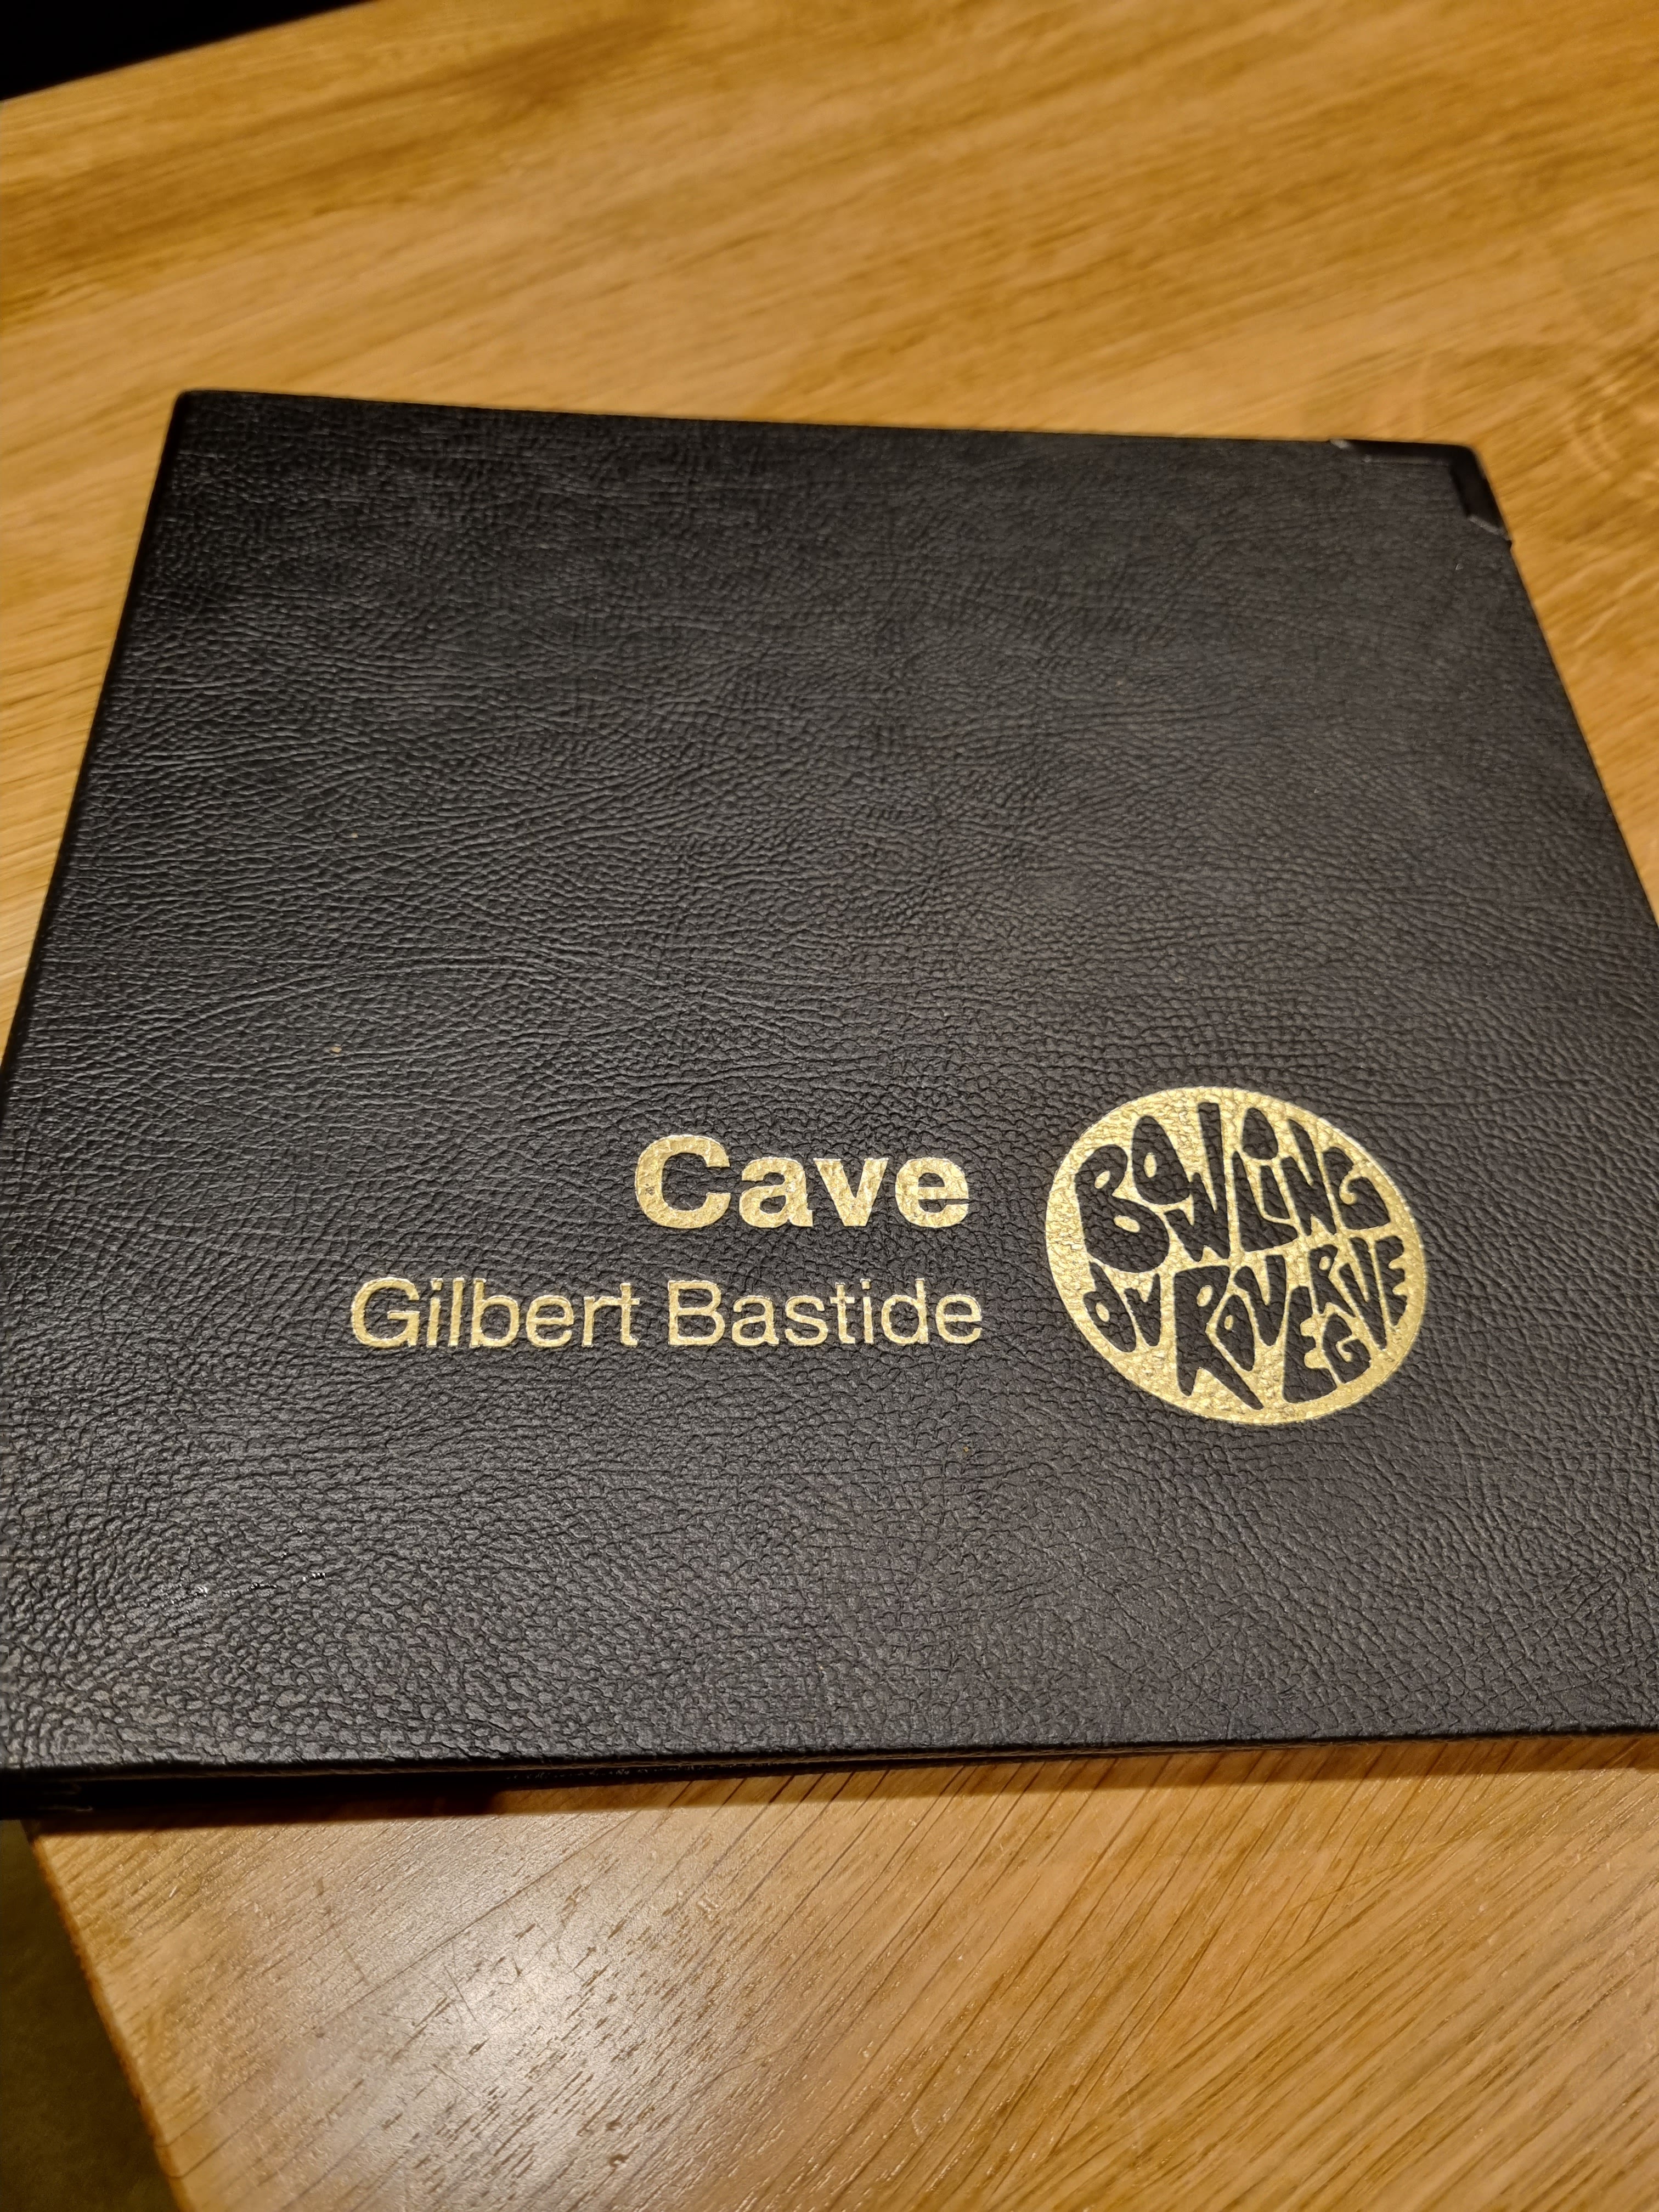 Cave
Gilbert Bastide
BOWLING
DU ROUERGUE